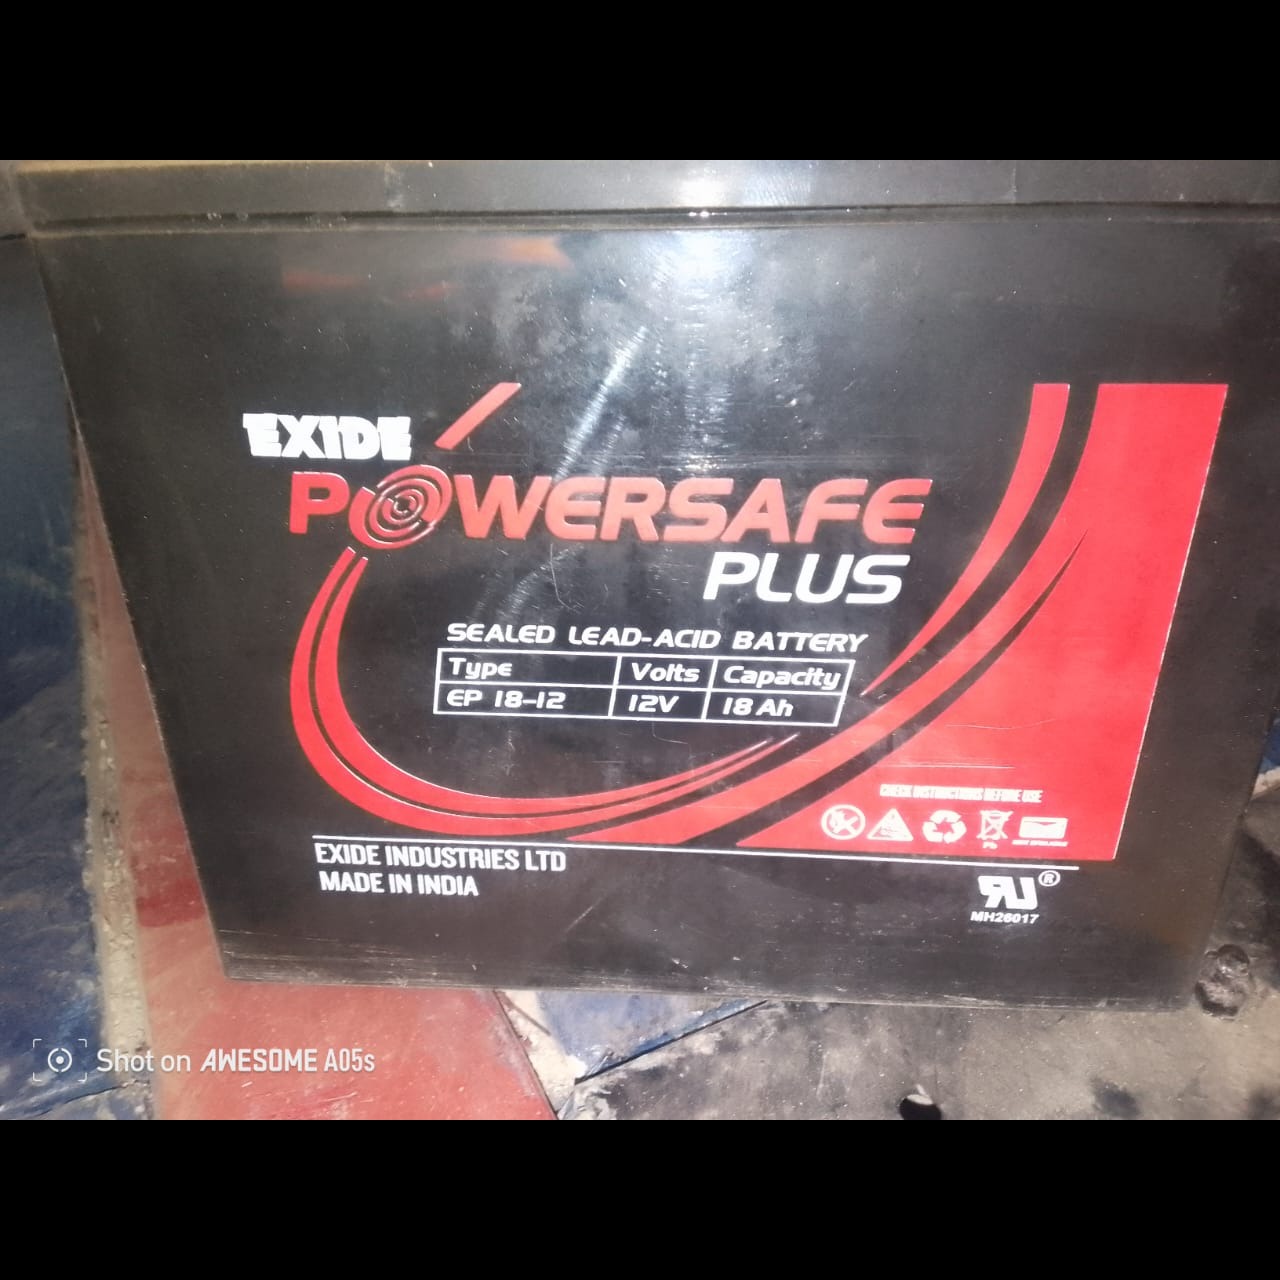 EXIDE
POWERSAFE
PLUS
SEALED LEAD-ACID BATTERY
Type Volts Capacity
EP 18-12 12V 18 Ah
CHECK INSTRUCTIONS BEFORE USE
Pb
EXIDE INDUSTRIES LTD
MADE IN INDIA
®
MH26017
Shot on AWESOME A05s